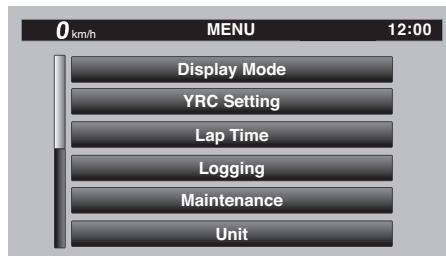 0 km/h MENU 12:00
Display Mode
YRC Setting
Lap Time
Logging
Maintenance
Unit